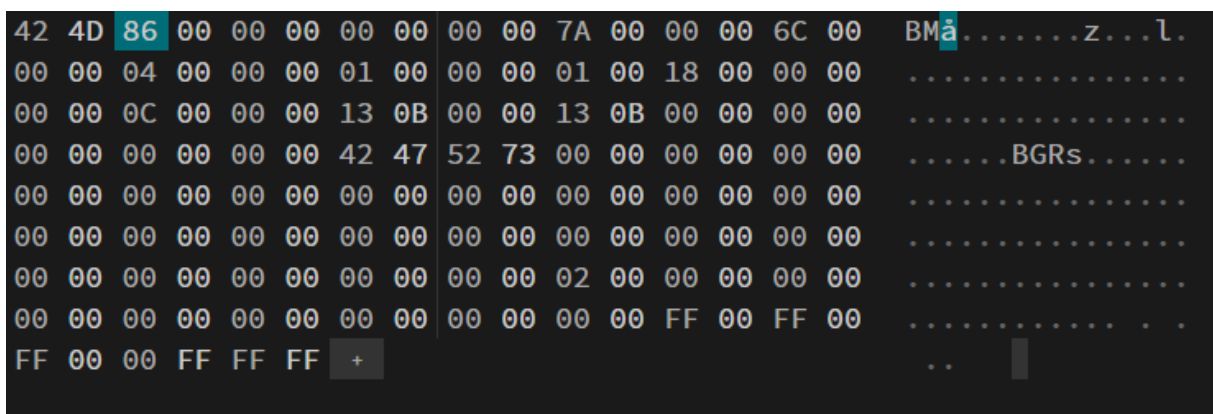 42 4D 86 00 00 00 00 00 00 00 7A 00 00 00 6C 00 BMå.......z...l.
00 00 04 00 00 00 01 00 00 00 01 00 18 00 00 00 ................
00 00 0C 00 00 00 13 0B 00 00 13 0B 00 00 00 00 ................
00 00 00 00 00 00 42 47 52 73 00 00 00 00 00 00 ......BGRs......
00 00 00 00 00 00 00 00 00 00 00 00 00 00 00 00 ................
00 00 00 00 00 00 00 00 00 00 00 00 00 00 00 00 ................
00 00 00 00 00 00 00 00 00 00 02 00 00 00 00 00 ................
00 00 00 00 00 00 00 00 00 00 00 00 FF 00 FF 00 ............ . .
FF 00 00 FF FF FF + ..